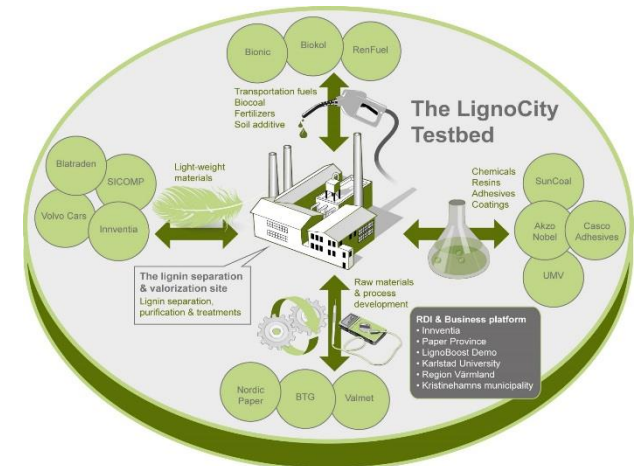 Bionic
Biokol
RenFuel
Transportation fuels
Biocoal
Fertilizers
Soil additive
The LignoCity
Testbed
Blatraden
SICOMP
Volvo Cars
Innventia
Light-weight
materials
Chemicals
Resins
Adhesives
Coatings
SunCoal
Akzo
Nobel
Casco
Adhesives
UMV
The lignin separation
& valorization site
Lignin separation,
purification & treatments
Raw materials
& process
development
RDI & Business platform
• Innventia
• Paper Province
• LignoBoost Demo
• Karlstad University
• Region Värmland
• Kristinehamns municipality
Nordic
Paper
BTG
Valmet